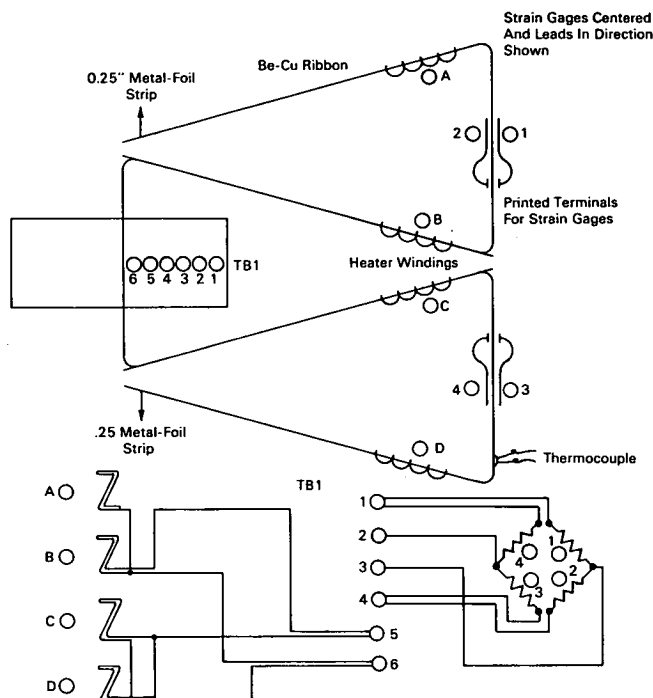 Strain Gages Centered
And Leads In Direction
Shown
Be-Cu Ribbon
A
0.25" Metal-Foil
Strip
2
1
Printed Terminals
For Strain Gages
B
6 5 4 3 2 1
TB1
Heater Windings
C
4
3
.25 Metal-Foil
Strip
D
Thermocouple
TB1
A
B
C
D
1
2
3
4
5
6
4
1
3
2